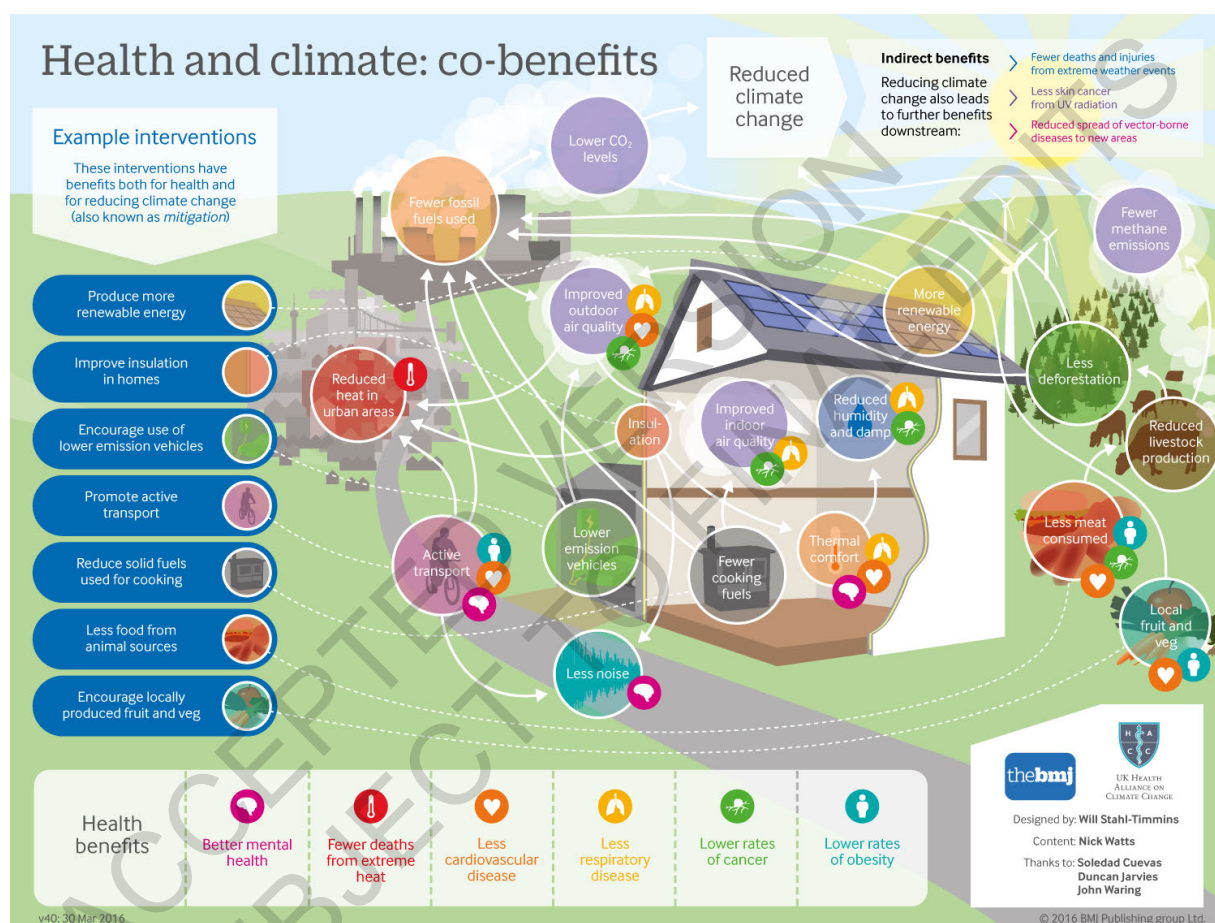 Health and climate: co-benefits
Reduced
climate
change
Indirect benefits
Reducing climate
change also leads
to further benefits
downstream:
Fewer deaths and injuries
from extreme weather events
Less skin cancer
from UV radiation
Reduced spread of vector-borne
diseases to new areas
Example interventions
These interventions have
benefits both for health and
for reducing climate change
(also known as mitigation)
Produce more
renewable energy
Improve insulation
in homes
Encourage use of
lower emission vehicles
Promote active
transport
Reduce solid fuels
used for cooking
Less food from
animal sources
Encourage locally
produced fruit and veg
Lower CO₂
levels
Fewer fossil
fuels used
Fewer
methane
emissions
Improved
outdoor
air quality
More
renewable
energy
Less
deforestation
Reduced
heat in
urban areas
Insul-
ation
Improved
indoor
air quality
Reduced
humidity
and damp
Reduced
livestock
production
Active
transport
Lower
emission
vehicles
Fewer
cooking
fuels
Thermal
comfort
Less meat
consumed
Local
fruit and
veg
Less noise
Health
benefits
Better mental
health
Fewer deaths
from extreme
heat
Less
cardiovascular
disease
Less
respiratory
disease
Lower rates
of cancer
Lower rates
of obesity
thebmj
H A
C C
UK HEALTH
ALLIANCE ON
CLIMATE CHANGE
Designed by: Will Stahl-Timmins
Content: Nick Watts
Thanks to: Soledad Cuevas
Duncan Jarvies
John Waring
v40: 30 Mar 2016
© 2016 BMJ Publishing group Ltd.
ACCEPTED VERSION
SUBJECT TO FINAL EDITS